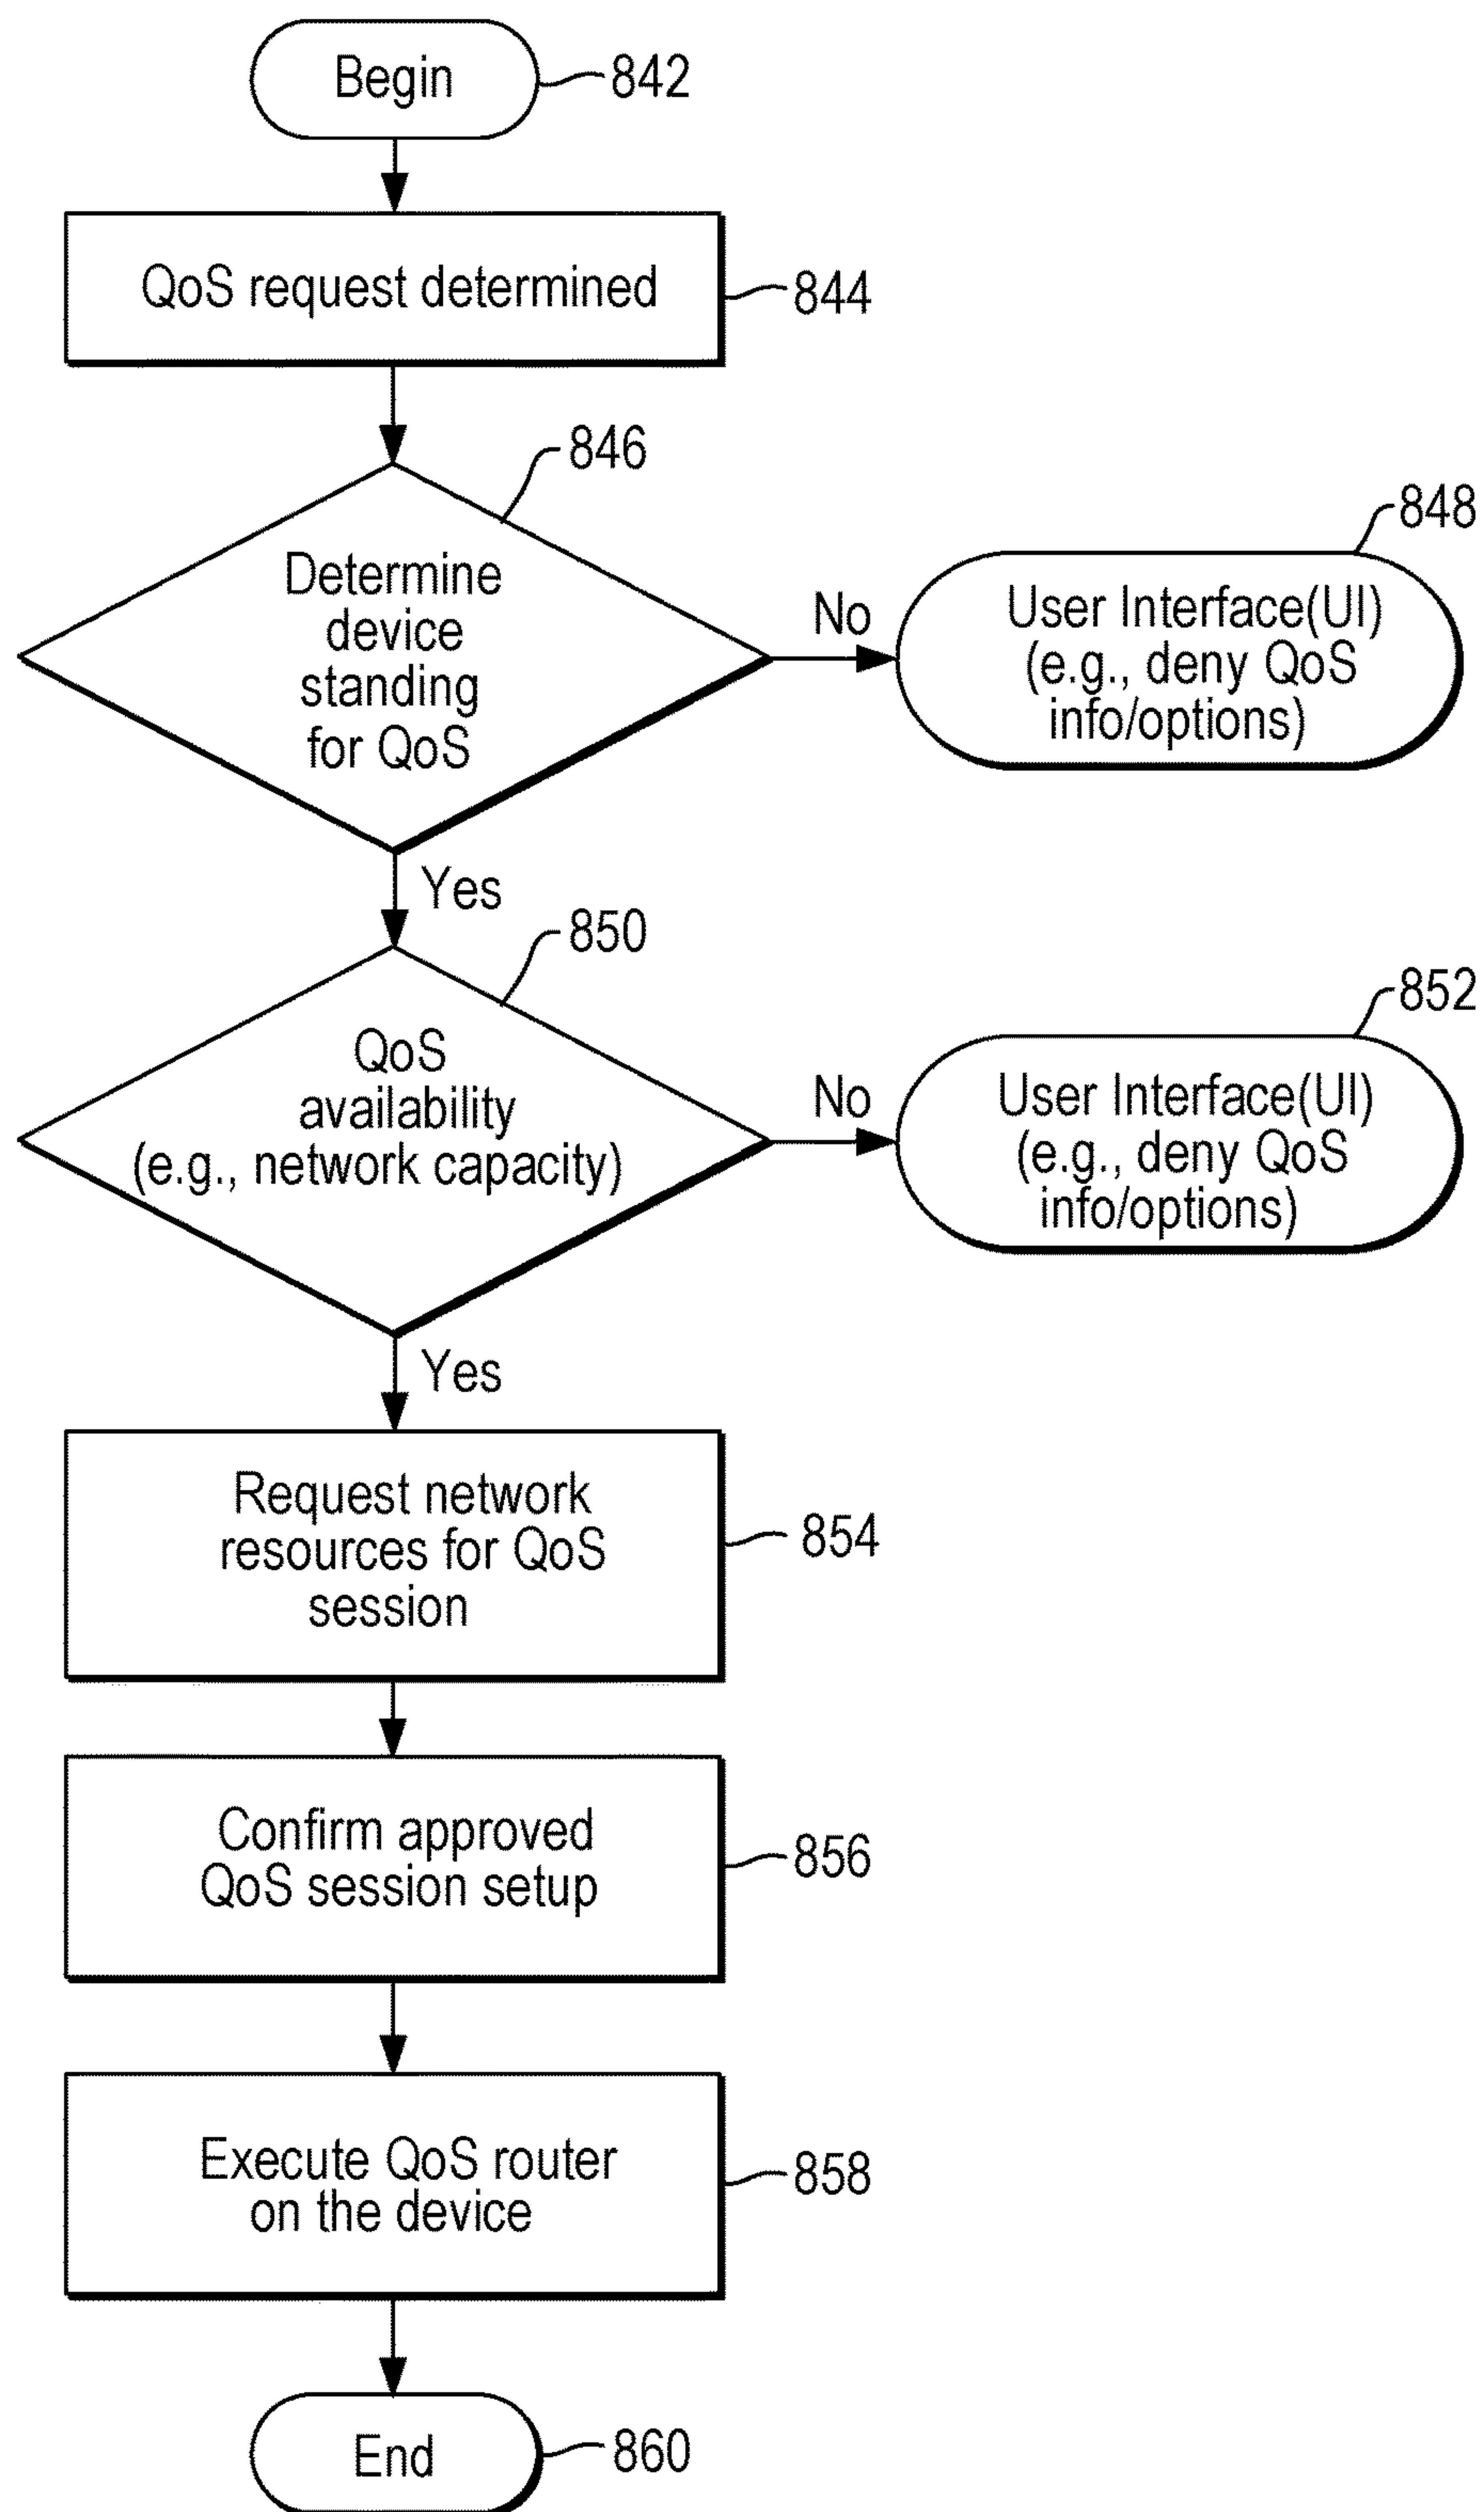 Begin
842
QoS request determined
844
846
Determine
device
standing
for QoS
No
848
User Interface(UI)
(e.g., deny QoS
info/options)
Yes
850
QoS
availability
(e.g., network capacity)
No
852
User Interface(UI)
(e.g., deny QoS
info/options)
Yes
Request network
resources for QoS
session
854
Confirm approved
QoS session setup
856
Execute QoS router
on the device
858
End
860